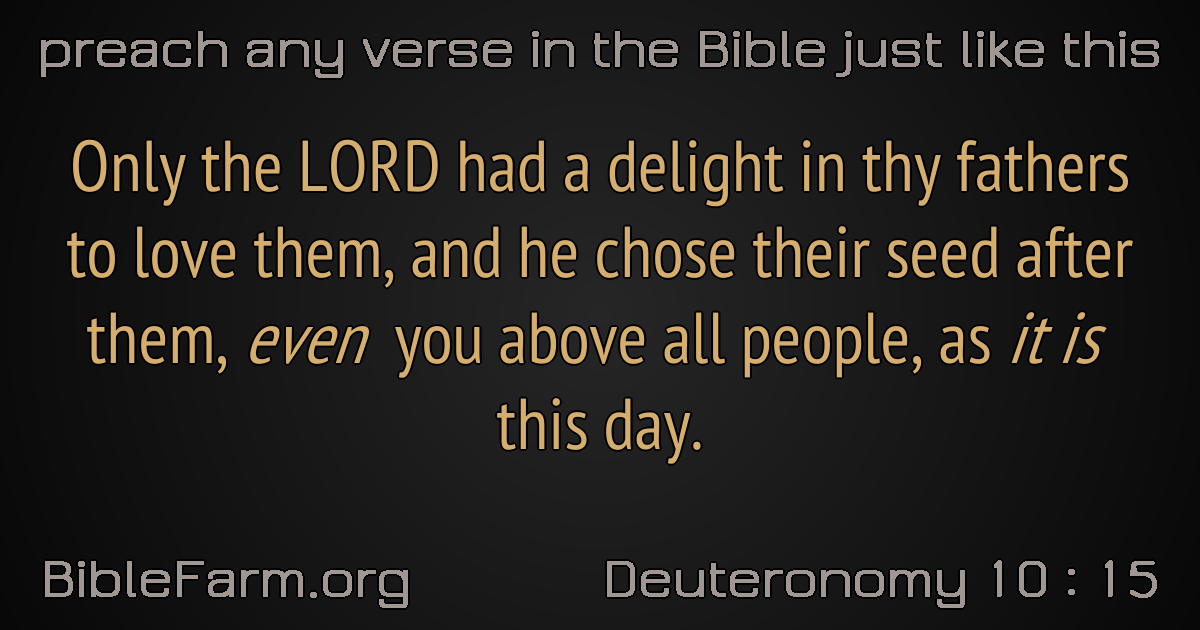 preach any verse in the Bible just like this
Only the LORD had a delight in thy fathers
to love them, and he chose their seed after
them, even you above all people, as it is
this day.
BibleFarm.org
Deuteronomy 10 : 15